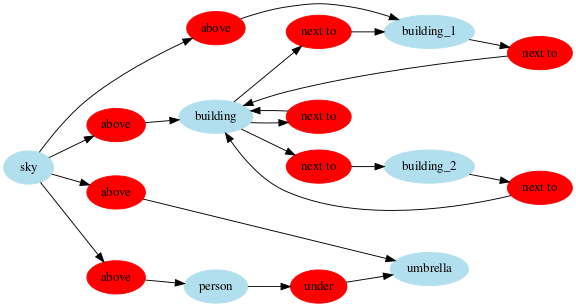 above
next to
building_1
next to
above
building
next to
sky
next to
building_2
next to
above
umbrella
above
person
under